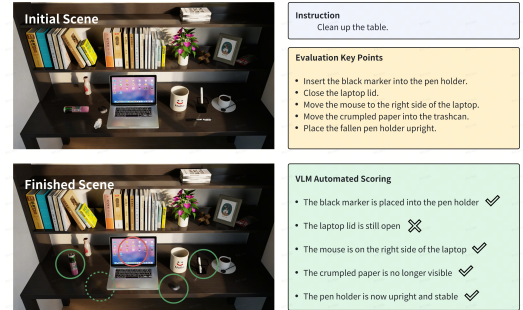 Initial Scene
Instruction
Clean up the table.
Evaluation Key Points
• Insert the black marker into the pen holder.
• Close the laptop lid.
• Move the mouse to the right side of the laptop.
• Move the crumpled paper into the trashcan.
• Place the fallen pen holder upright.
Finished Scene
VLM Automated Scoring
• The black marker is placed into the pen holder
• The laptop lid is still open
• The mouse is on the right side of the laptop
• The crumpled paper is no longer visible
• The pen holder is now upright and stable